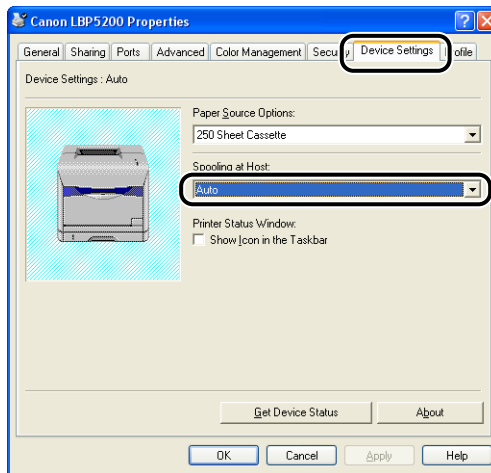 Canon LBP5200 Properties
General Sharing Ports Advanced Color Management Security Device Settings Profile
Device Settings : Auto
Paper Source Options:
250 Sheet Cassette
Spooling at Host:
Auto
Printer Status Window:
Show Icon in the Taskbar
Get Device Status About
OK Cancel Apply Help